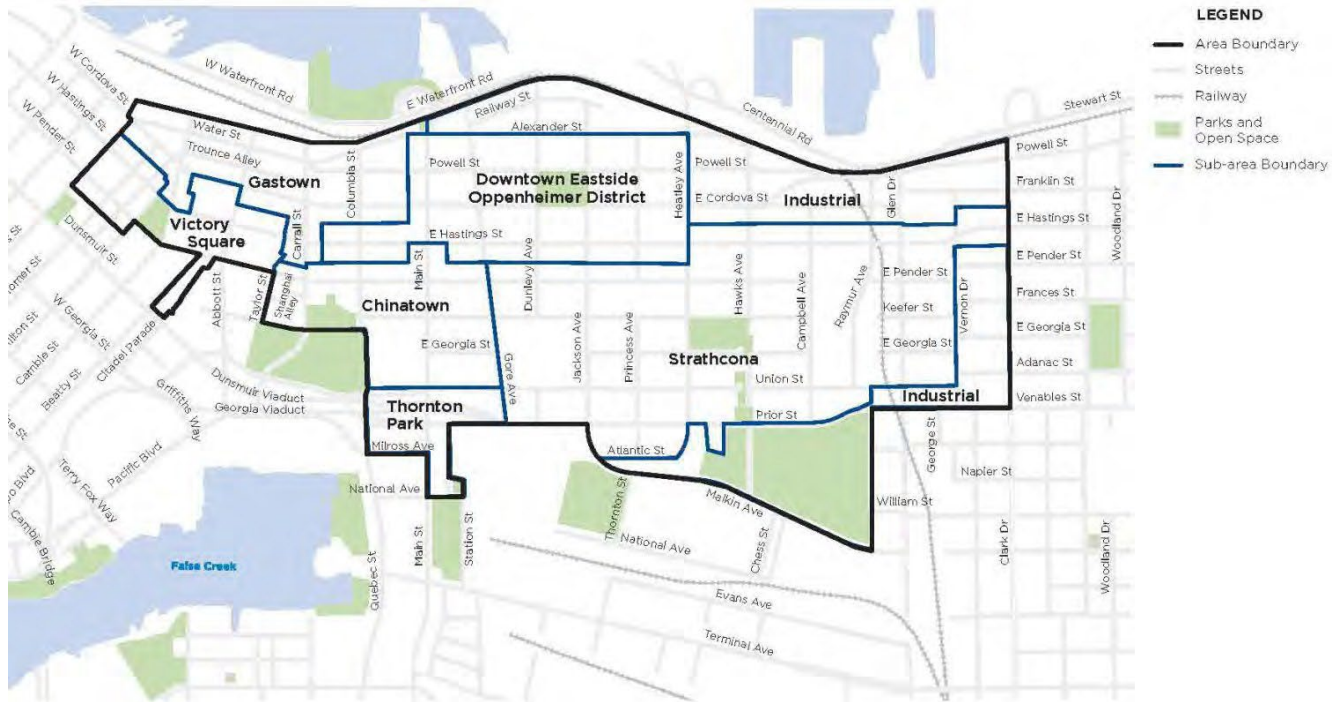 LEGEND
Area Boundary
Streets
Railway
Parks and
Open Space
Sub-area Boundary
W Cordova St
W Hastings St
W Pender St
W Waterfront Rd
E Waterfront Rd
Railway St
Centennial Rd
Stewart St
Water St
Trounce Alley
Gastown
Columbia St
Alexander St
Powell St
Downtown Eastside
Oppenheimer District
Heatley Ave
Powell St
E Cordova St
Industrial
Glen Dr
Powell St
Franklin St
E Hastings St
Woodland Dr
E Pender St
Frances St
E Georgia St
Adanac St
Venables St
Victory
Square
Carrall St
E Hastings St
Main St
Dunlevy Ave
Dunsmuir St
Abbott St
Taylor St
Shanghai
Alley
Chinatown
E Georgia St
Gore Ave
Jackson Ave
Princess Ave
Hawks Ave
Campbell Ave
Raymur Ave
E Pender St
Keefer St
E Georgia St
Vernon Dr
Strathcona
Union St
Prior St
Industrial
W Georgia St
Citadel Parade
Beatty St
Cambie St
Dunsmuir Viaduct
Georgia Viaduct
Griffiths Way
Pacific Blvd
Terry Fox Way
Cambie Bridge
Thornton
Park
Milross Ave
National Ave
Main St
Station St
Quebec St
False Creek
Atlantic St
Malkin Ave
Thornton St
National Ave
Chess St
Evans Ave
Terminal Ave
George St
Napier St
William St
Clark Dr
Woodland Dr